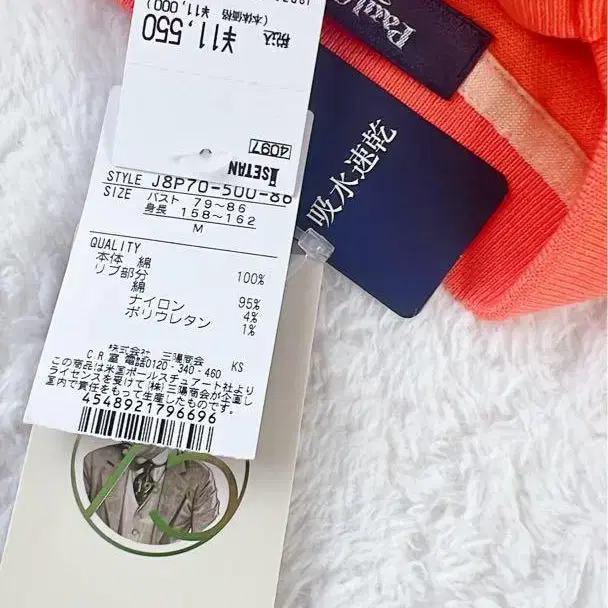 税込
¥11,550
(本体価格 ¥11,000)
4097
ISETAN
Paul
吸水速乾
STYLE J8P70-500-86
SIZE バスト 79~86
身長 158~162
M
QUALITY
本体 綿 100%
リブ部分
綿 95%
ナイロン 4%
ポリウレタン 1%
株式会社 三陽商会 KS
C.R室 電話0120-340-460
この商品は米国ポールスチュアート社より
ライセンスを受けて(株)三陽商会が企画し
国内で責任をもって生産したものです。
4548921796696